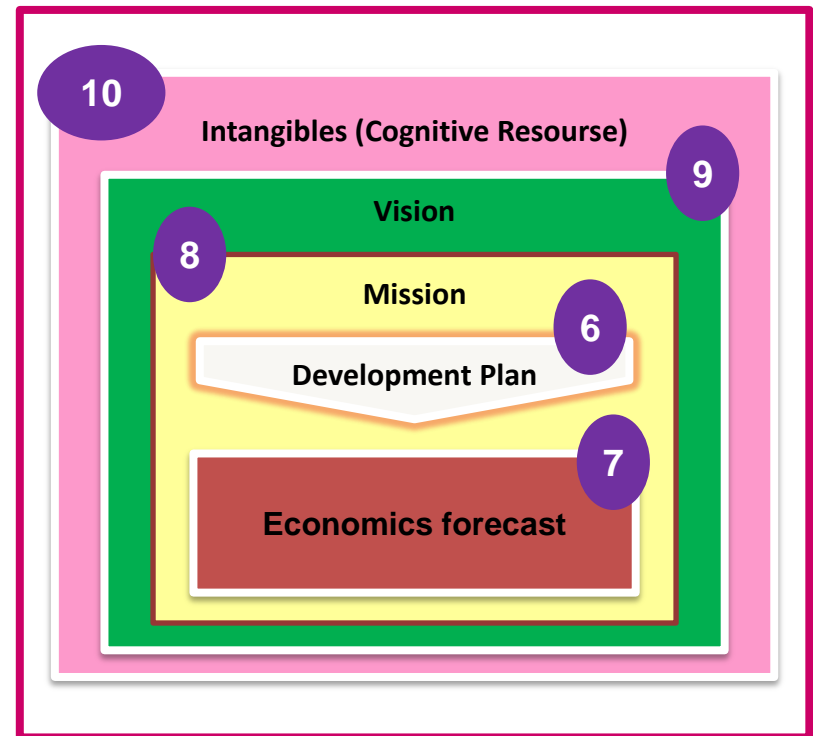 10
Intangibles (Cognitive Resourse)
9
Vision
8
Mission
6
Development Plan
7
Economics forecast